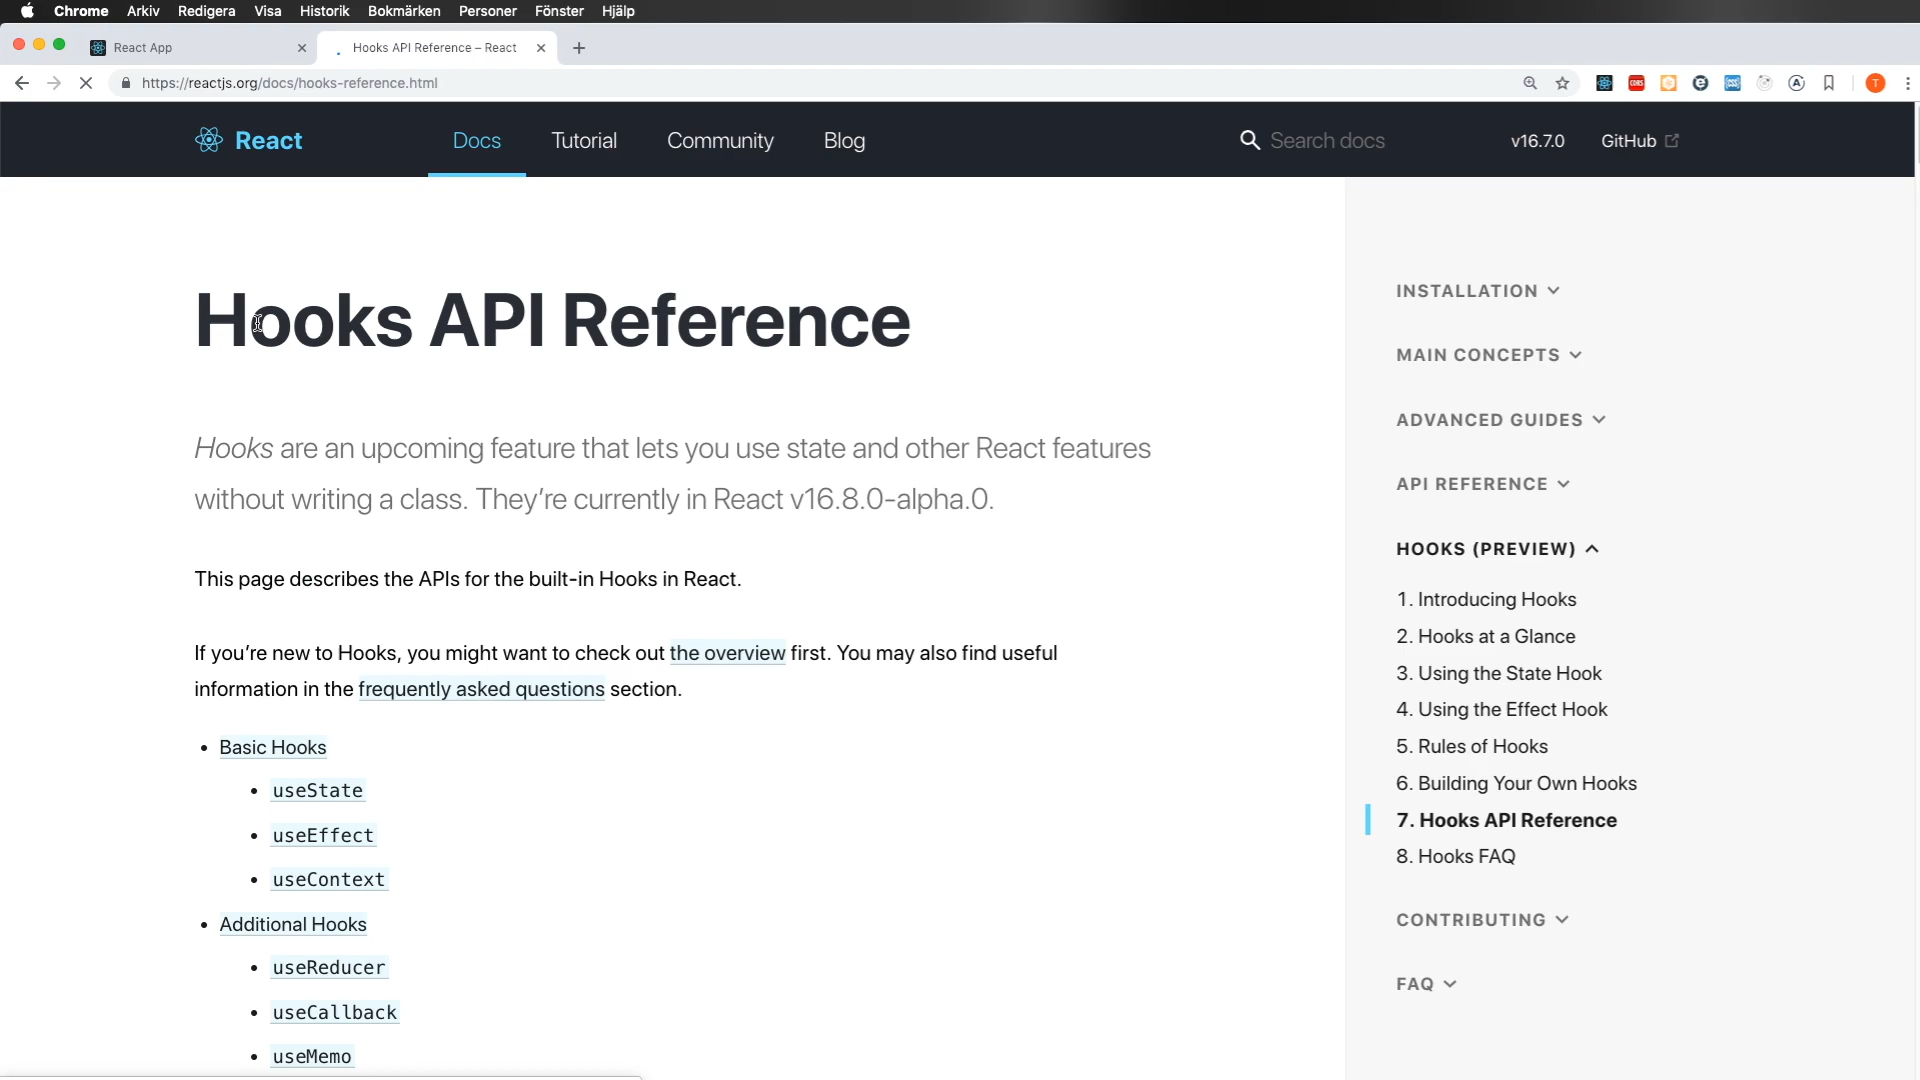 Chrome Arkiv Redigera Visa Historik Bokmärken Personer Fönster Hjälp
React App
Hooks API Reference – React
https://reactjs.org/docs/hooks-reference.html
CORS
T
React
Docs
Tutorial
Community
Blog
Search docs
v16.7.0
GitHub
Hooks API Reference
Hooks are an upcoming feature that lets you use state and other React features
without writing a class. They’re currently in React v16.8.0-alpha.0.
This page describes the APIs for the built-in Hooks in React.
If you’re new to Hooks, you might want to check out the overview first. You may also find useful
information in the frequently asked questions section.
• Basic Hooks
• useState
• useEffect
• useContext
• Additional Hooks
• useReducer
• useCallback
• useMemo
INSTALLATION
MAIN CONCEPTS
ADVANCED GUIDES
API REFERENCE
HOOKS (PREVIEW)
1. Introducing Hooks
2. Hooks at a Glance
3. Using the State Hook
4. Using the Effect Hook
5. Rules of Hooks
6. Building Your Own Hooks
7. Hooks API Reference
8. Hooks FAQ
CONTRIBUTING
FAQ